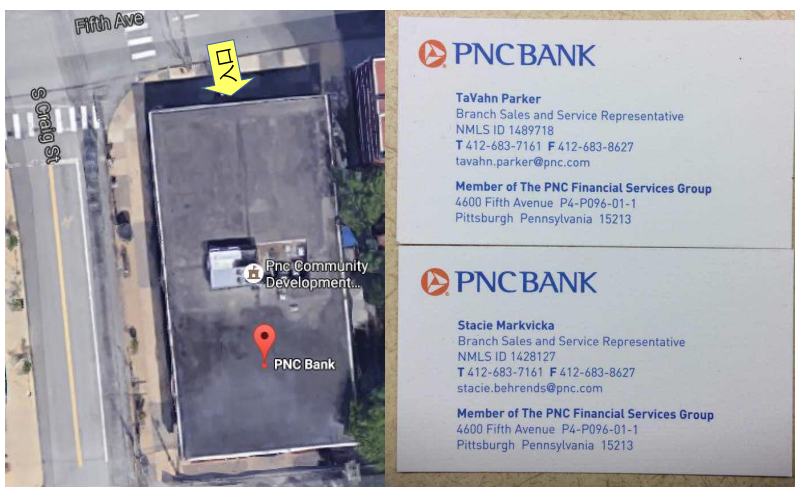 Fifth Ave
S Craig St
入口
Pnc Community
Development...
PNC Bank
PNC BANK
TaVahn Parker
Branch Sales and Service Representative
NMLS ID 1489718
T 412-683-7161 F 412-683-8627
tavahn.parker@pnc.com
Member of The PNC Financial Services Group
4600 Fifth Avenue P4-P096-01-1
Pittsburgh Pennsylvania 15213
PNC BANK
Stacie Markvicka
Branch Sales and Service Representative
NMLS ID 1428127
T 412-683-7161 F 412-683-8627
stacie.behrends@pnc.com
Member of The PNC Financial Services Group
4600 Fifth Avenue P4-P096-01-1
Pittsburgh Pennsylvania 15213